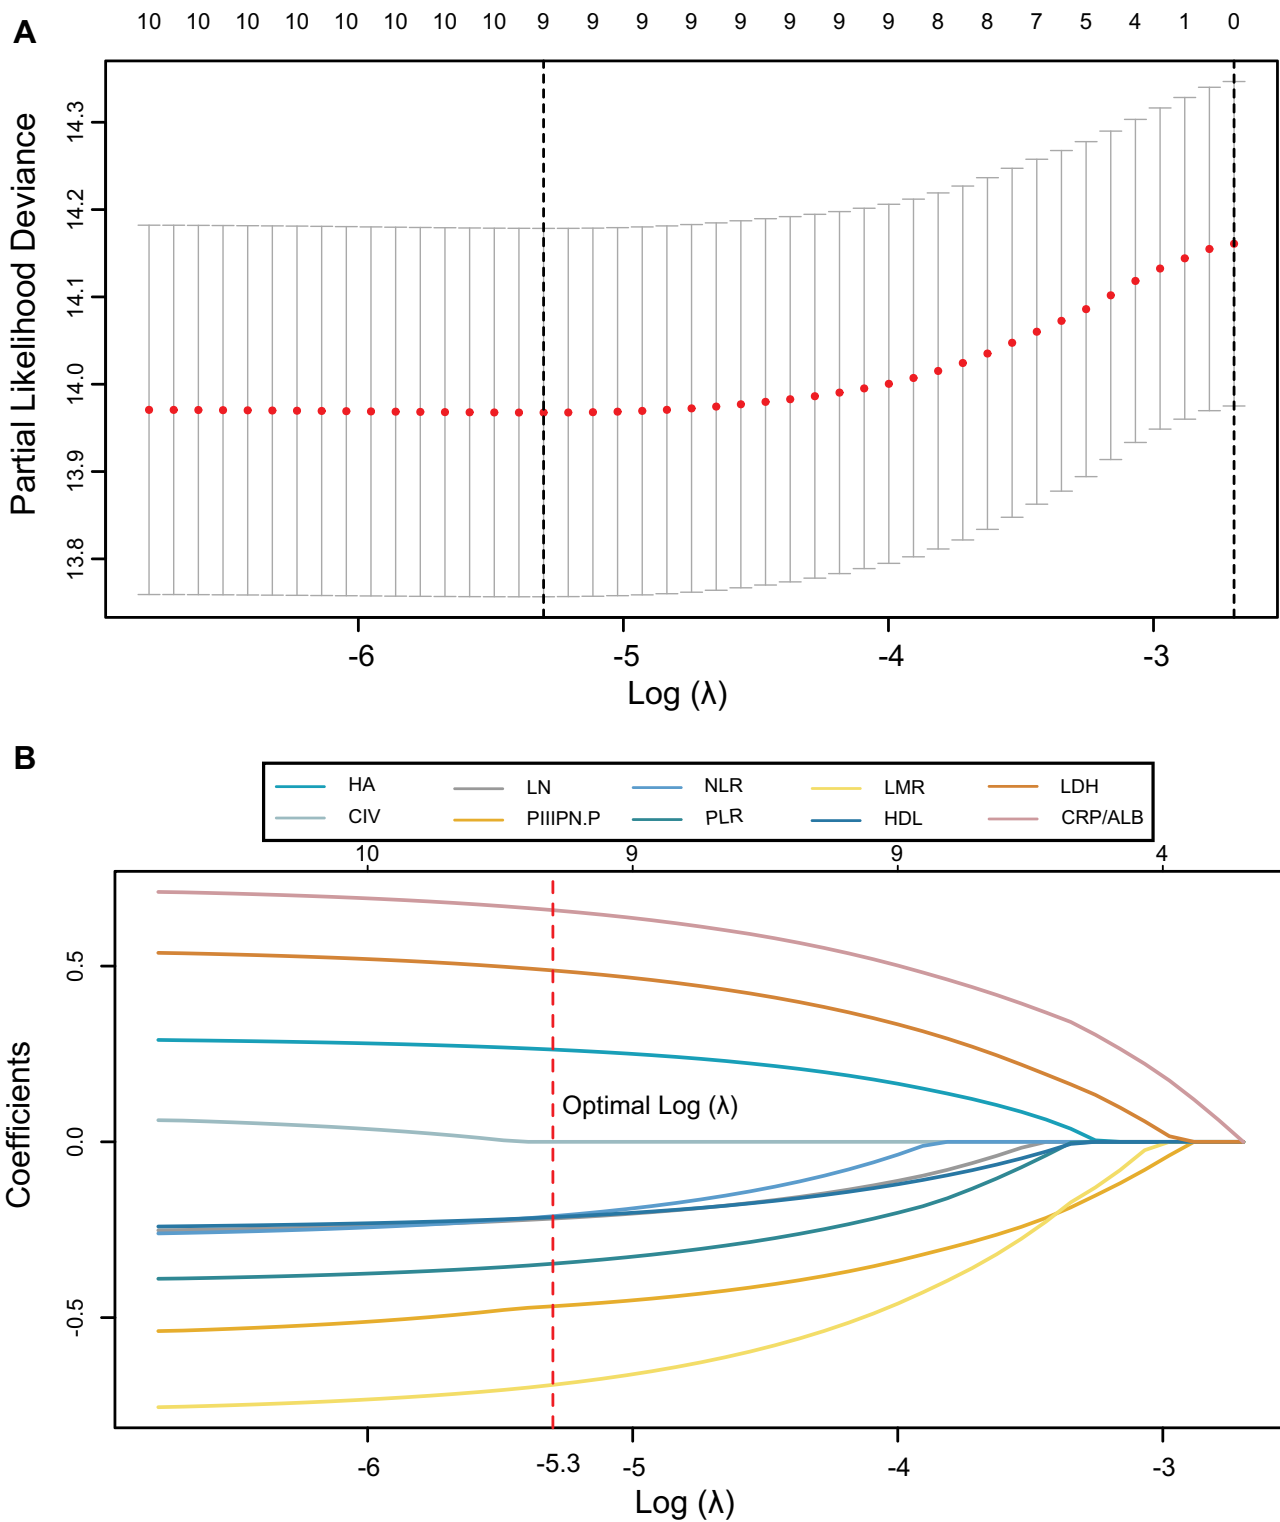 A
10 10 10 10 10 10 10 10 9 9 9 9 9 9 9 9 8 8 7 5 4 1 0
Partial Likelihood Deviance
14.3
14.2
14.1
14.0
13.9
13.8
-6 -5 -4 -3
Log (λ)
B
HA LN NLR LMR LDH
CIV PIIIPN.P PLR HDL CRP/ALB
10 9 9 4
Coefficients
0.5
0.0
-0.5
Optimal Log (λ)
-6 -5.3 -5 -4 -3
Log (λ)